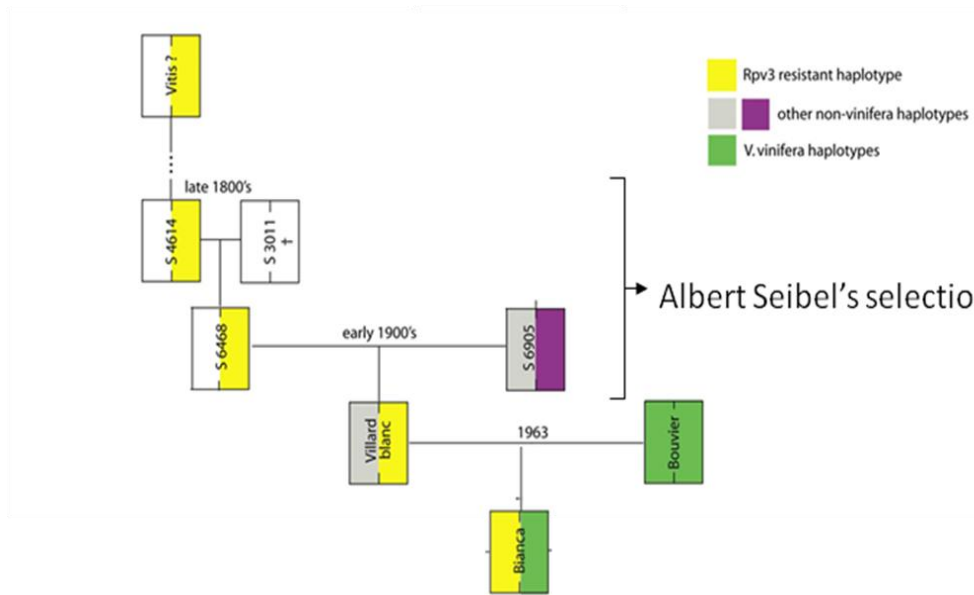 Vitis ?
Rpv3 resistant haplotype
other non-vinifera haplotypes
V. vinifera haplotypes
late 1800's
S 4614
S 3011
†
Albert Seibel's selectio
S 6468
early 1900's
S 6905
Villard
blanc
1963
Bouvier
Bianca